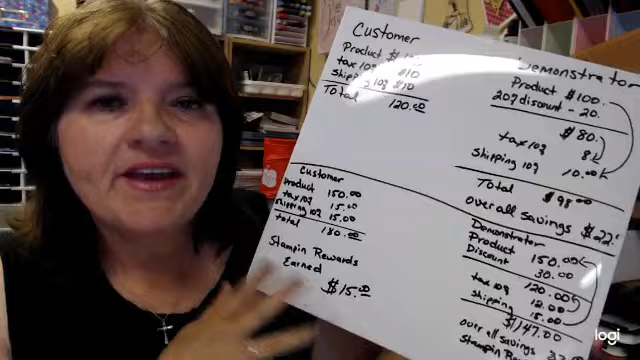 Customer
Product $
tax 10% $10
Shipping 10% $10
Total 120.00
Demonstrator
Product $100.
20% discount - 20.
$80.
tax 10% 8.
Shipping 10% 10.00
Total $98.00
over all savings $22.
Customer
product 150.00
tax 10% 15.00
shipping 10% 15.00
total 180.00
Stampin Rewards
Earned
$15.00
Demonstrator
Product 150.00
Discount 30.00
120.00
tax 10% 12.00
shipping 15.00
$147.00
over all savings
Stampin
logi